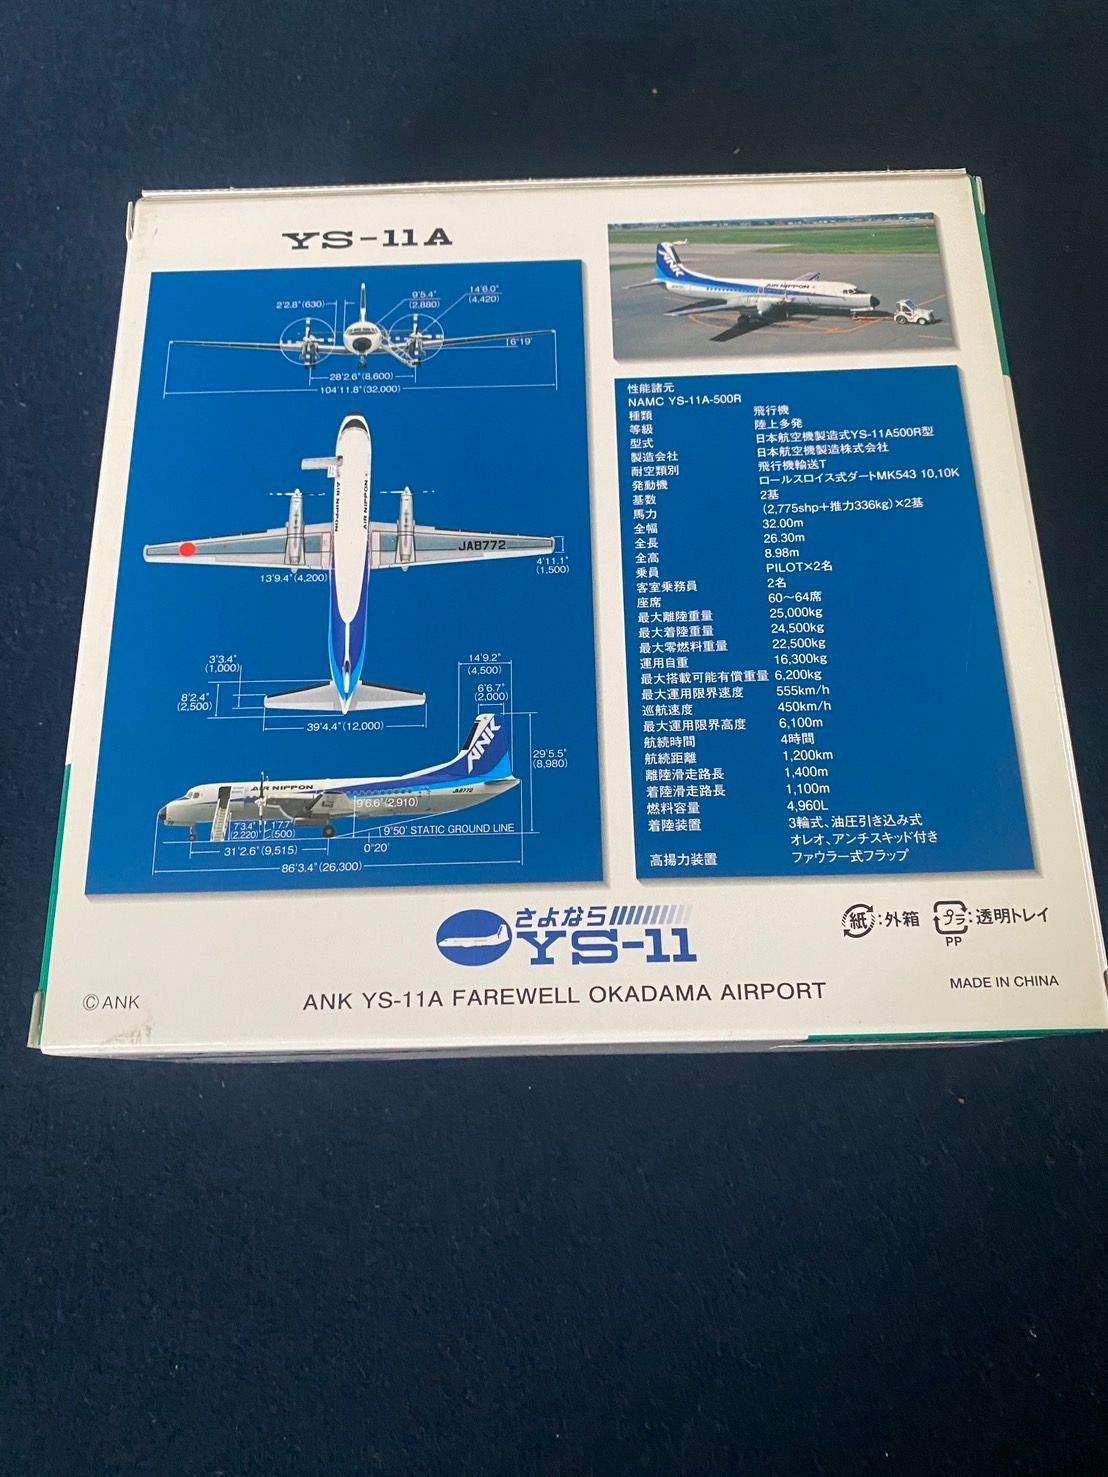 YS-11A
2'2.8"(630)
9'5.4"
(2,880)
14'6.0"
(4,420)
6°19'
28'2.6"(8,600)
104'11.8"(32,000)
AIR NIPPON
AIR NIPPON
JA8772
13'9.4"(4,200)
4'11.1"
(1,500)
3'3.4"
(1,000)
8'2.4"
(2,500)
39'4.4"(12,000)
14'9.2"
(4,500)
6'6.7"
(2,000)
ANK
29'5.5"
(8,980)
AIR NIPPON
JA8772
9'6.6"(2,910)
7'3.4"
(2,220)
1'7.7"
(500)
9°50' STATIC GROUND LINE
0°20'
31'2.6"(9,515)
86'3.4"(26,300)
ANK
AIR NIPPON
性能諸元
NAMC YS-11A-500R
種類 飛行機
等級 陸上多発
型式 日本航空機製造式YS-11A500R型
製造会社 日本航空機製造株式会社
耐空類別 飛行機輸送T
発動機 ロールスロイス式ダートMK543 10,10K
基数 2基
馬力 (2,775shp+推力336kg)×2基
全幅 32.00m
全長 26.30m
全高 8.98m
乗員 PILOT×2名
客室乗務員 2名
座席 60〜64席
最大離陸重量 25,000kg
最大着陸重量 24,500kg
最大零燃料重量 22,500kg
運用自重 16,300kg
最大搭載可能有償重量 6,200kg
最大運用限界速度 555km/h
巡航速度 450km/h
最大運用限界高度 6,100m
航続時間 4時間
航続距離 1,200km
離陸滑走路長 1,400m
着陸滑走路長 1,100m
燃料容量 4,960L
着陸装置 3輪式、油圧引き込み式
オレオ、アンチスキッド付き
高揚力装置 ファウラー式フラップ
さよなら
YS-11
紙:外箱 プラ:透明トレイ
PP
©ANK
ANK YS-11A FAREWELL OKADAMA AIRPORT
MADE IN CHINA